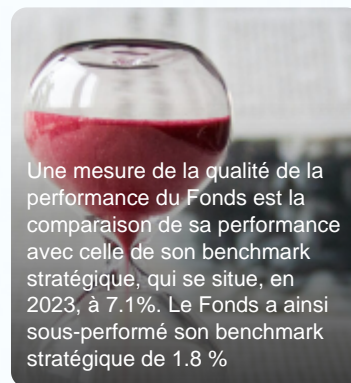 Une mesure de la qualité de la
performance du Fonds est la
comparaison de sa performance
avec celle de son benchmark
stratégique, qui se situe, en
2023, à 7.1%. Le Fonds a ainsi
sous-performé son benchmark
stratégique de 1.8 %